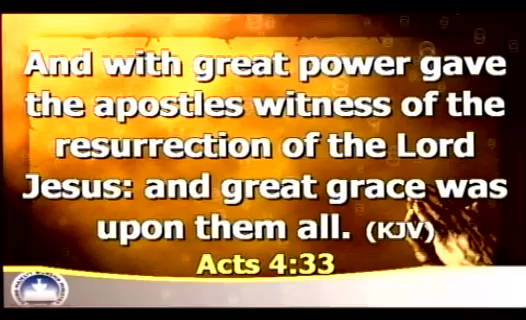 And with great power gave
the apostles witness of the
resurrection of the Lord
Jesus: and great grace was
upon them all. (KJV)
Acts 4:33